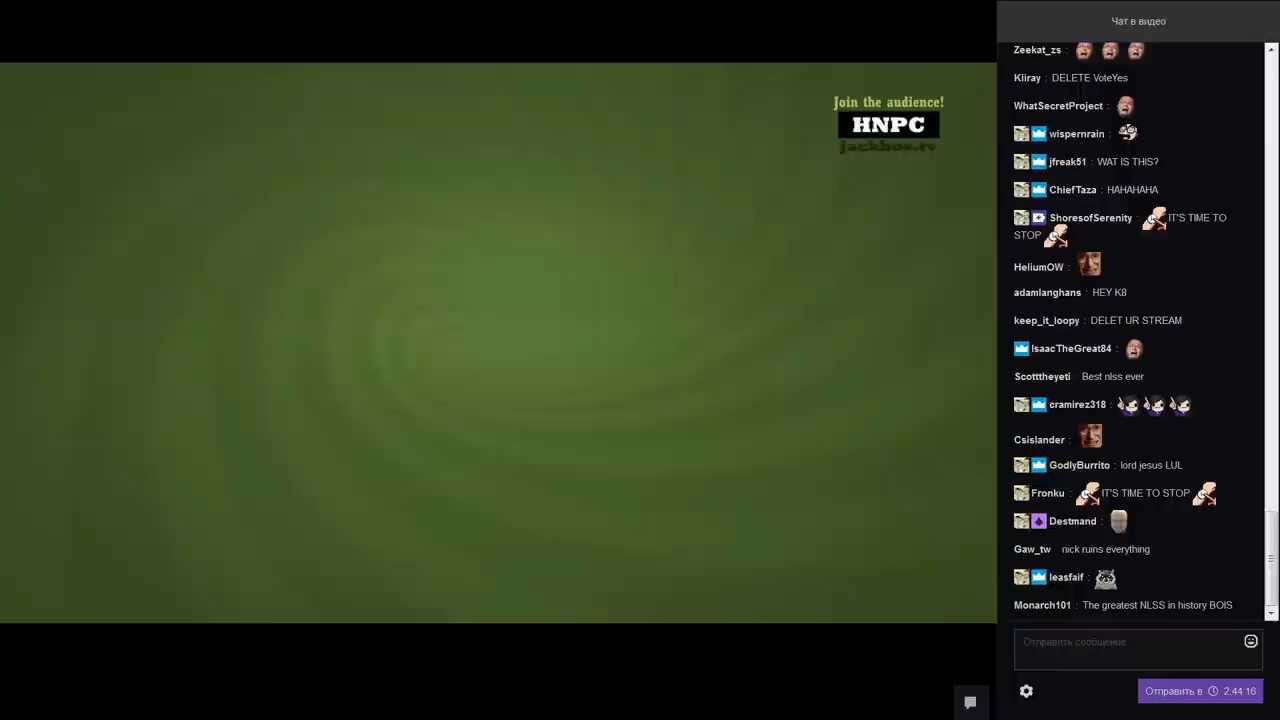 Join the audience!
HNPC
jackbox.tv
Чат в видео
Zeekat_zs :
Kiiray : DELETE VoteYes
WhatSecretProject :
wispernrain :
jfreak51 : WAT IS THIS?
ChiefTaza : HAHAHAHA
ShoresofSerenity : IT'S TIME TO
STOP
HeliumOW :
adamlanghans : HEY K8
keep_it_loopy : DELET UR STREAM
IsaacTheGreat84 :
Scotttheyeti Best nlss ever
cramirez318 :
Csislander :
GodlyBurrito : lord jesus LUL
Fronku : IT'S TIME TO STOP
Destmand :
Gaw_tw nick ruins everything
leasfaif :
Monarch101 : The greatest NLSS in history BOIS
Отправить сообщение
Отправить в 2:44:16